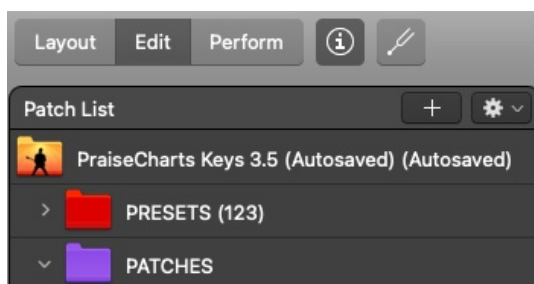 Layout Edit Perform
Patch List
PraiseCharts Keys 3.5 (Autosaved) (Autosaved)
PRESETS (123)
PATCHES